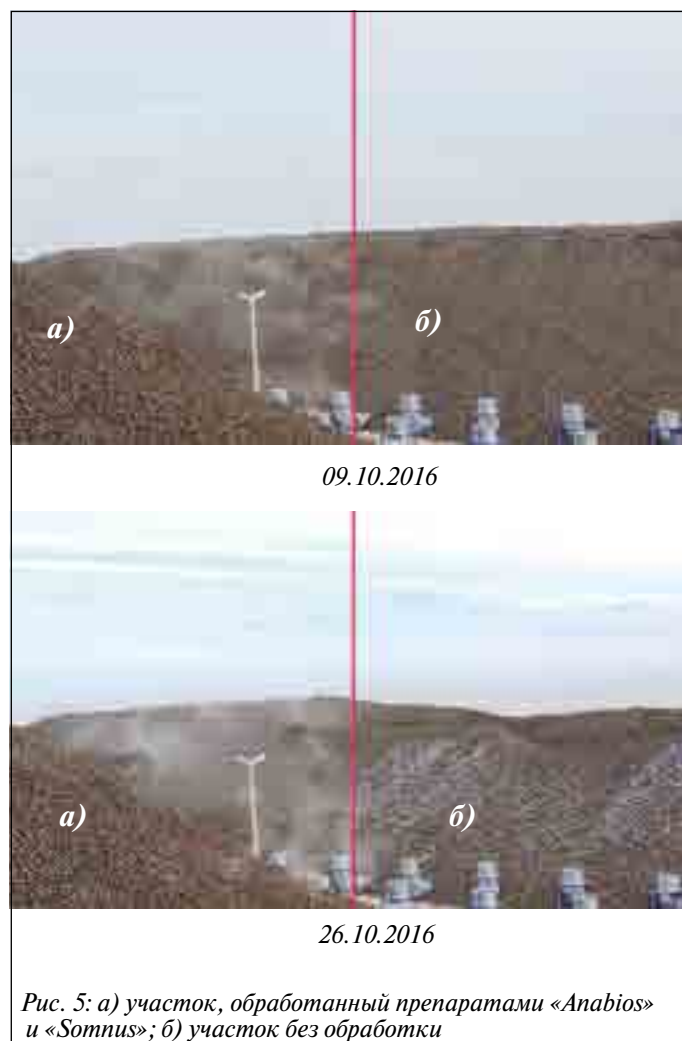 а) б)
09.10.2016
а) б)
26.10.2016
Рис. 5: а) участок, обработанный препаратами «Anabios»
и «Somnus»; б) участок без обработки